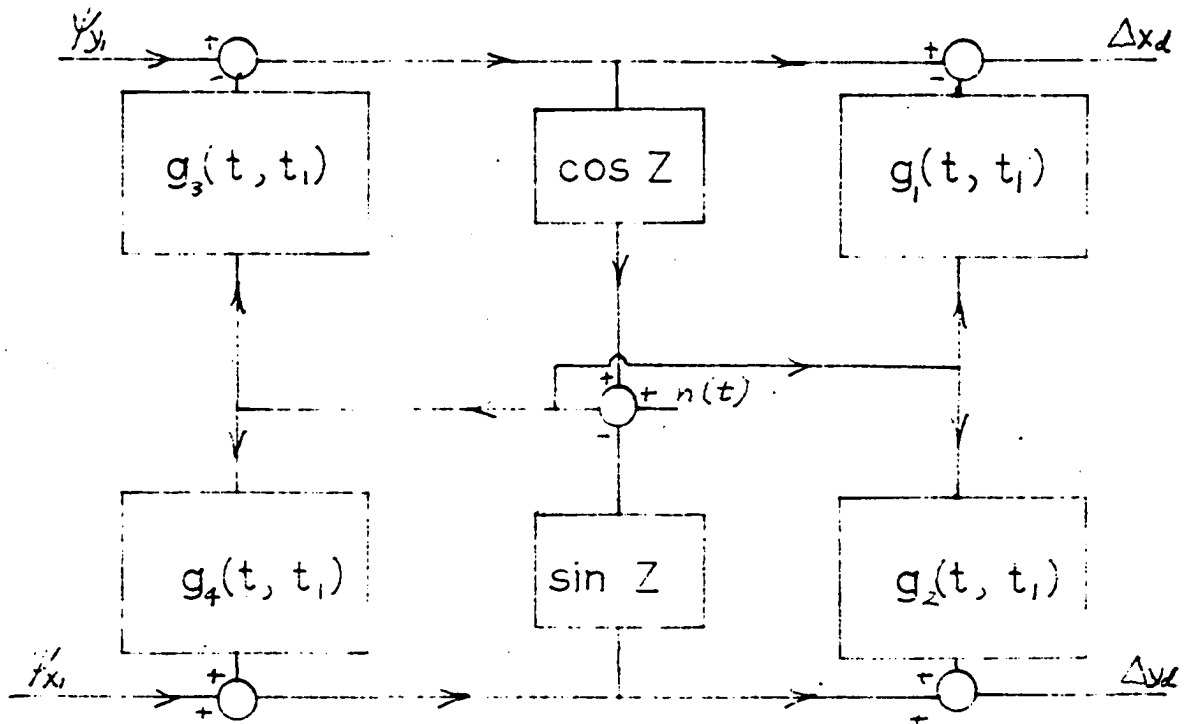 ψy₁
+
-
+
-
Δxd
g₃(t, t₁)
cos Z
g₁(t, t₁)
+
+
n(t)
-
g₄(t, t₁)
sin Z
g₂(t, t₁)
ψx₁
+
+
+
+
Δyd